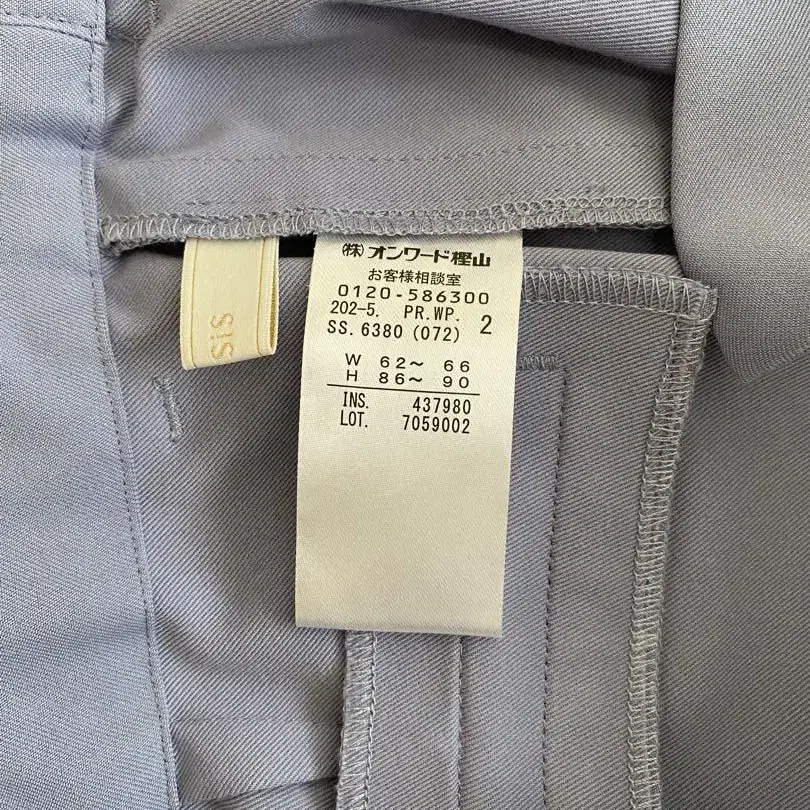 ㈱オンワード樫山
お客様相談室
0120-586300
202-5. PR.WP. 2
SS. 6380 (072)
W 62〜 66
H 86〜 90
INS. 437980
LOT. 7059002
sis